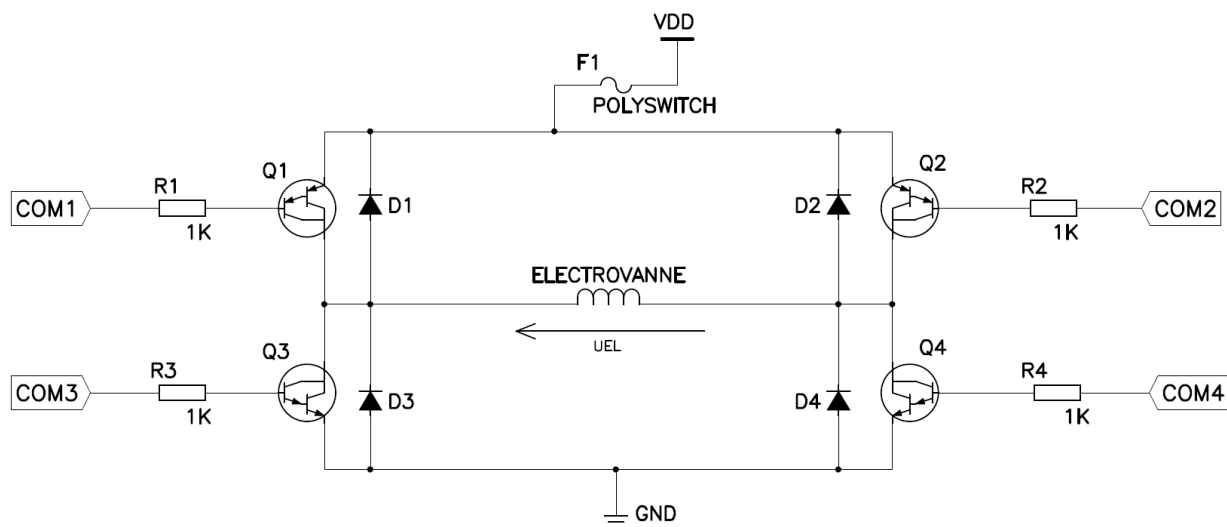 VDD
F1
POLYSWITCH
Q1
Q2
R1
R2
COM1
D1
D2
COM2
1K
1K
ELECTROVANNE
UEL
Q3
Q4
R3
R4
COM3
D3
D4
COM4
1K
1K
GND